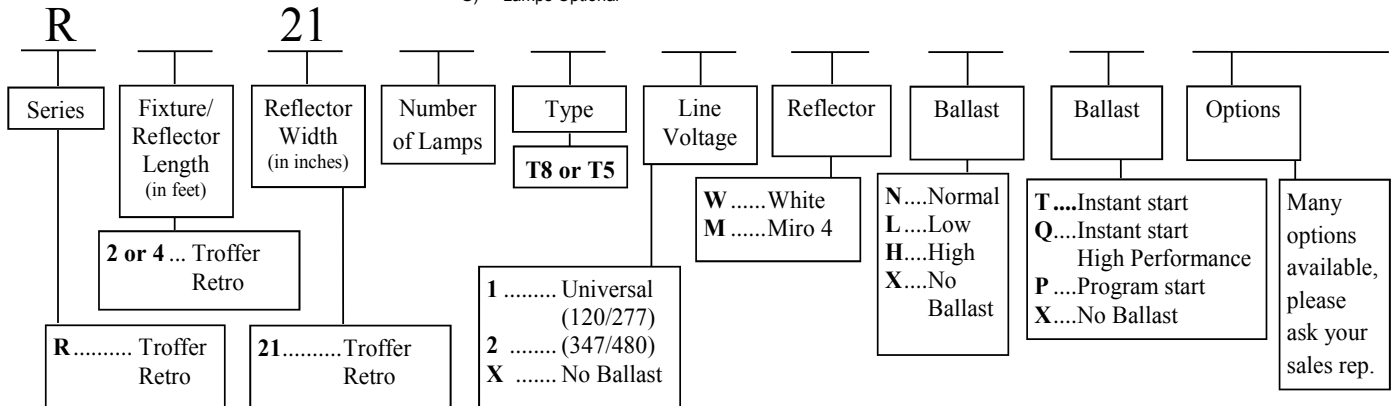 R 21
Series
Fixture/
Reflector
Length
(in feet)
Reflector
Width
(in inches)
Number
of Lamps
Type
Line
Voltage
Reflector
Ballast
Ballast
Options
T8 or T5
2 or 4 ... Troffer
Retro
R.......... Troffer
Retro
21..........Troffer
Retro
1 ......... Universal
(120/277)
2 ........ (347/480)
X ....... No Ballast
W ......White
M ......Miro 4
N....Normal
L....Low
H....High
X....No
Ballast
T....Instant start
Q....Instant start
High Performance
P ....Program start
X....No Ballast
Many
options
available,
please
ask your
sales rep.